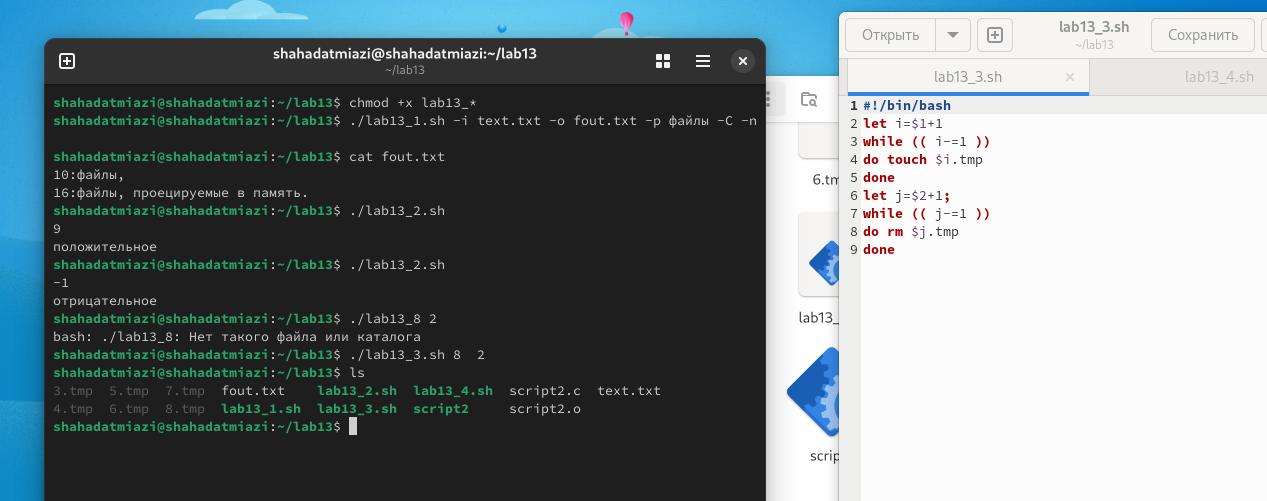 shahadatmiazi@shahadatmiazi:~/lab13
~/lab13
shahadatmiazi@shahadatmiazi:~/lab13$ chmod +x lab13_*
shahadatmiazi@shahadatmiazi:~/lab13$ ./lab13_1.sh -i text.txt -o fout.txt -p файлы -C -n
shahadatmiazi@shahadatmiazi:~/lab13$ cat fout.txt
10:файлы,
16:файлы, проецируемые в память.
shahadatmiazi@shahadatmiazi:~/lab13$ ./lab13_2.sh
9
положительное
shahadatmiazi@shahadatmiazi:~/lab13$ ./lab13_2.sh
-1
отрицательное
shahadatmiazi@shahadatmiazi:~/lab13$ ./lab13_8 2
bash: ./lab13_8: Нет такого файла или каталога
shahadatmiazi@shahadatmiazi:~/lab13$ ./lab13_3.sh 8  2
shahadatmiazi@shahadatmiazi:~/lab13$ ls
3.tmp  5.tmp  7.tmp  fout.txt    lab13_2.sh  lab13_4.sh  script2.c  text.txt
4.tmp  6.tmp  8.tmp  lab13_1.sh  lab13_3.sh  script2     script2.o
shahadatmiazi@shahadatmiazi:~/lab13$
6.tm
lab13_
scrip
Открыть
lab13_3.sh
~/lab13
Сохранить
lab13_3.sh
lab13_4.sh
1 #!/bin/bash
2 let i=$1+1
3 while (( i-=1 ))
4 do touch $i.tmp
5 done
6 let j=$2+1;
7 while (( j-=1 ))
8 do rm $j.tmp
9 done